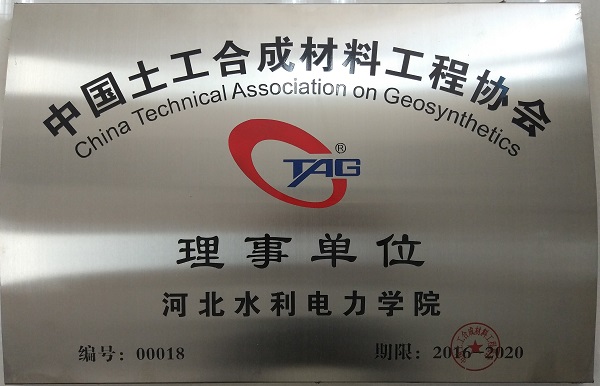 中国土工合成材料工程协会
China Technical Association on Geosynthetics
TAG®
理事单位
河北水利电力学院
编号: 00018
期限: 2016-2020